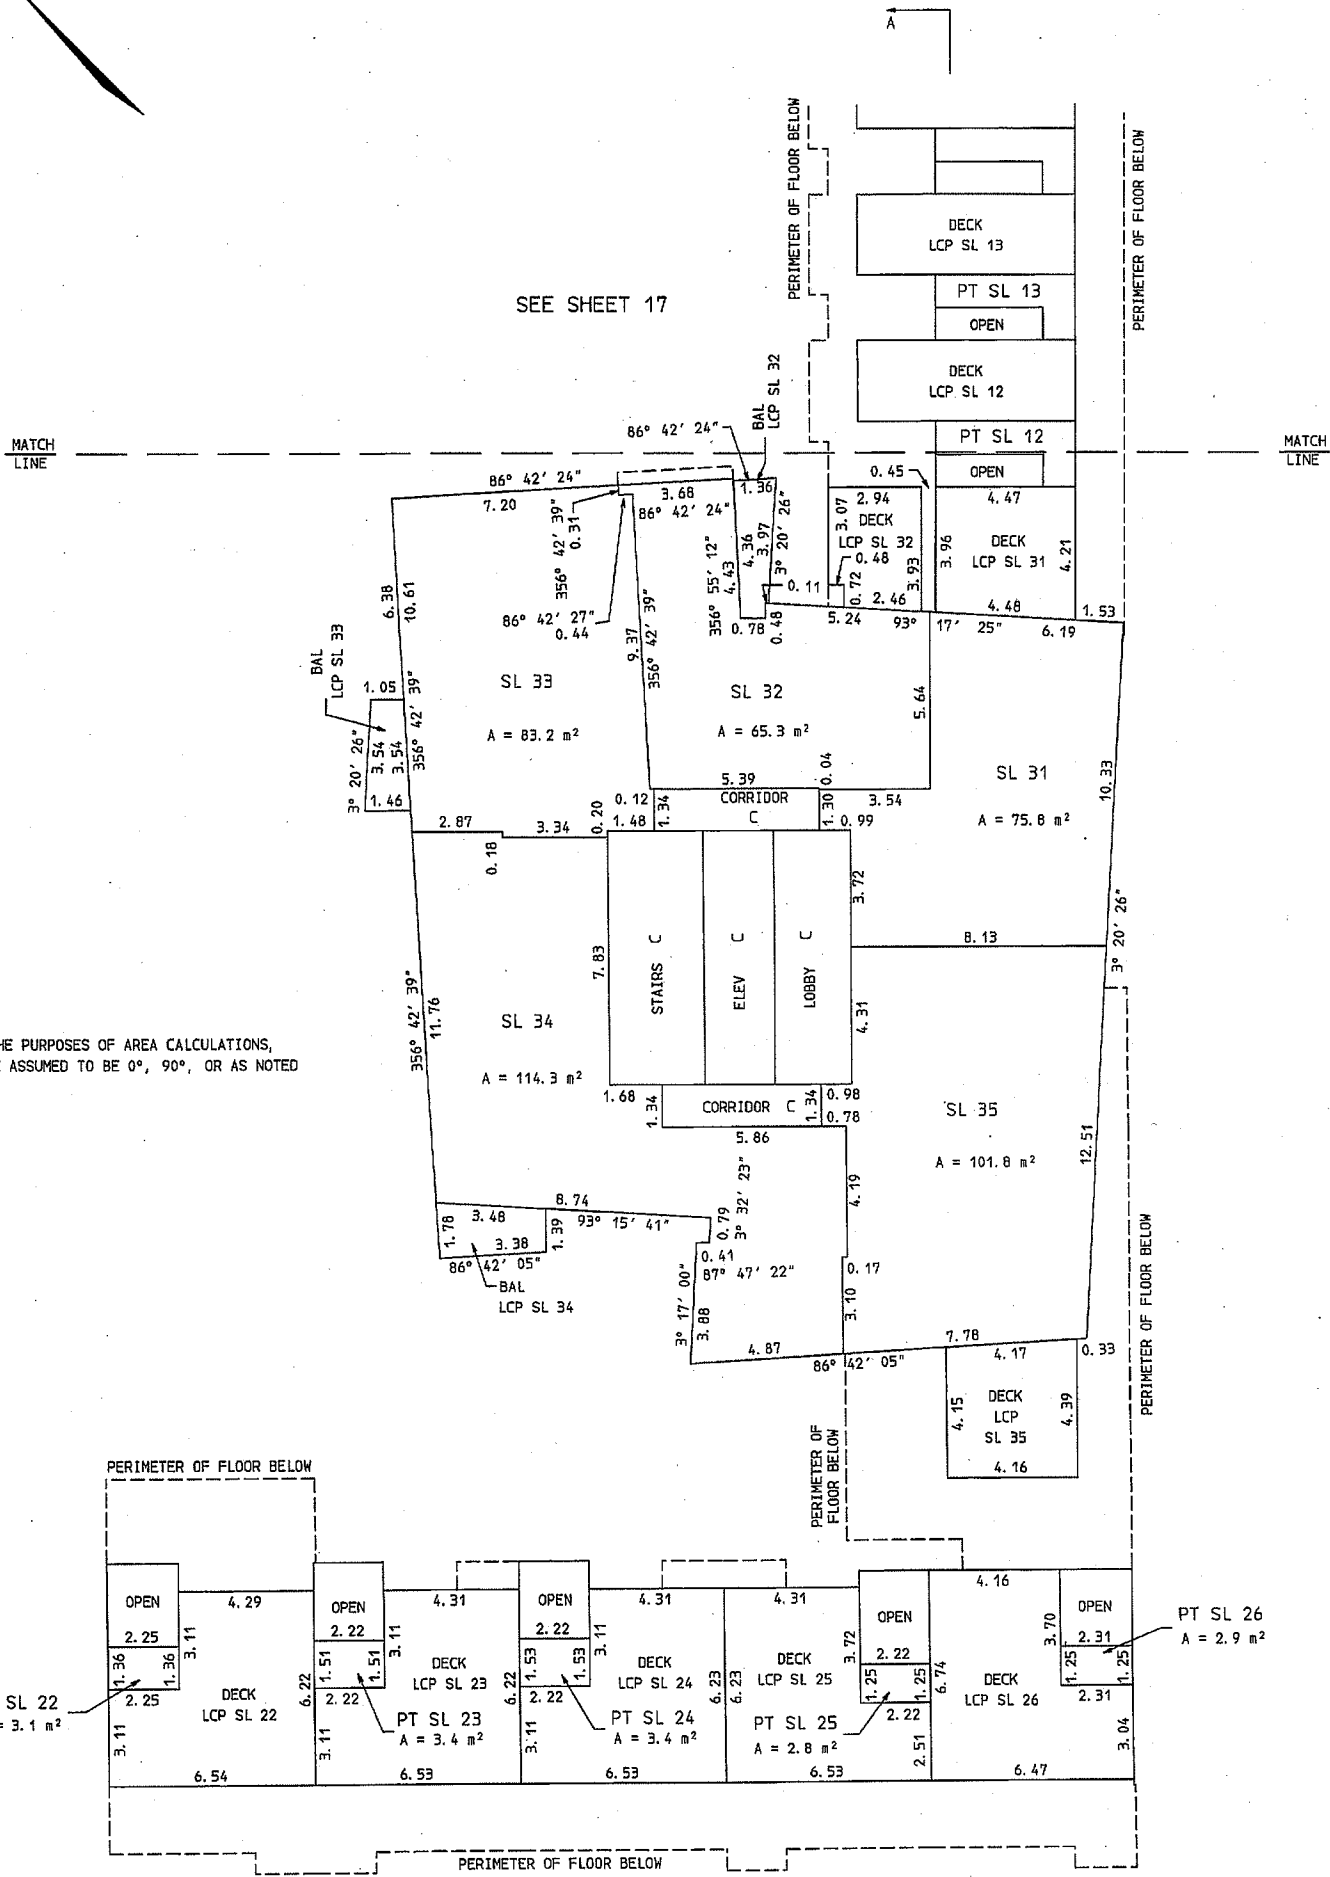 A
PERIMETER OF FLOOR BELOW
PERIMETER OF FLOOR BELOW
DECK
LCP SL 13
PT SL 13
OPEN
SEE SHEET 17
DECK
LCP SL 12
PT SL 12
OPEN
MATCH
LINE
MATCH
LINE
BAL
LCP SL 32
86° 42' 24"
86° 42' 24"
7.20
3.68
86° 42' 24"
1.36
0.45
2.94
4.47
356° 42' 39"
0.31
356° 55' 12"
4.43
4.36
3.97
3° 20' 26"
3.07
DECK
LCP SL 32
0.48
3.93
3.96
DECK
LCP SL 31
4.21
0.11
0.72
2.46
4.48
1.53
0.78
0.48
5.24
93° 17' 25"
6.19
86° 42' 27"
0.44
6.38
10.61
9.37
356° 42' 39"
BAL
LCP SL 33
1.05
3° 20' 26"
3.54
3.54
356° 42' 39"
1.46
SL 33
A = 83.2 m²
SL 32
A = 65.3 m²
5.64
SL 31
A = 75.8 m²
10.33
3° 20' 26"
5.39
0.04
0.12
1.34
CORRIDOR
C
1.30
3.54
0.20
1.48
0.99
2.87
3.34
0.18
3.72
8.13
7.83
STAIRS C
ELEV C
LOBBY C
4.31
356° 42' 39"
11.76
SL 34
A = 114.3 m²
HE PURPOSES OF AREA CALCULATIONS,
ASSUMED TO BE 0°, 90°, OR AS NOTED
1.68
1.34
CORRIDOR C
1.34
0.98
0.78
5.86
SL 35
A = 101.8 m²
12.51
4.19
8.74
93° 15' 41"
0.79
3° 32' 23"
1.78
3.48
1.39
3.38
86° 42' 05"
BAL
LCP SL 34
0.41
87° 47' 22"
3° 17' 00"
3.88
0.17
3.10
4.87
86° 42' 05"
7.78
4.17
0.33
4.15
DECK
LCP
SL 35
4.39
4.16
PERIMETER OF FLOOR BELOW
PERIMETER OF
FLOOR BELOW
PERIMETER OF FLOOR BELOW
OPEN
2.25
1.36
1.36
2.25
3.11
4.29
3.11
DECK
LCP SL 22
6.22
6.54
SL 22
= 3.1 m²
OPEN
2.22
1.51
1.51
2.22
3.11
4.31
3.11
DECK
LCP SL 23
6.22
6.53
PT SL 23
A = 3.4 m²
OPEN
2.22
1.53
1.53
2.22
3.11
4.31
3.11
DECK
LCP SL 24
6.23
6.53
PT SL 24
A = 3.4 m²
4.31
6.23
DECK
LCP SL 25
3.72
OPEN
2.22
1.25
1.25
2.22
2.51
6.53
PT SL 25
A = 2.8 m²
4.16
6.74
DECK
LCP SL 26
3.70
OPEN
2.31
1.25
1.25
2.31
3.04
6.47
PT SL 26
A = 2.9 m²
PERIMETER OF FLOOR BELOW